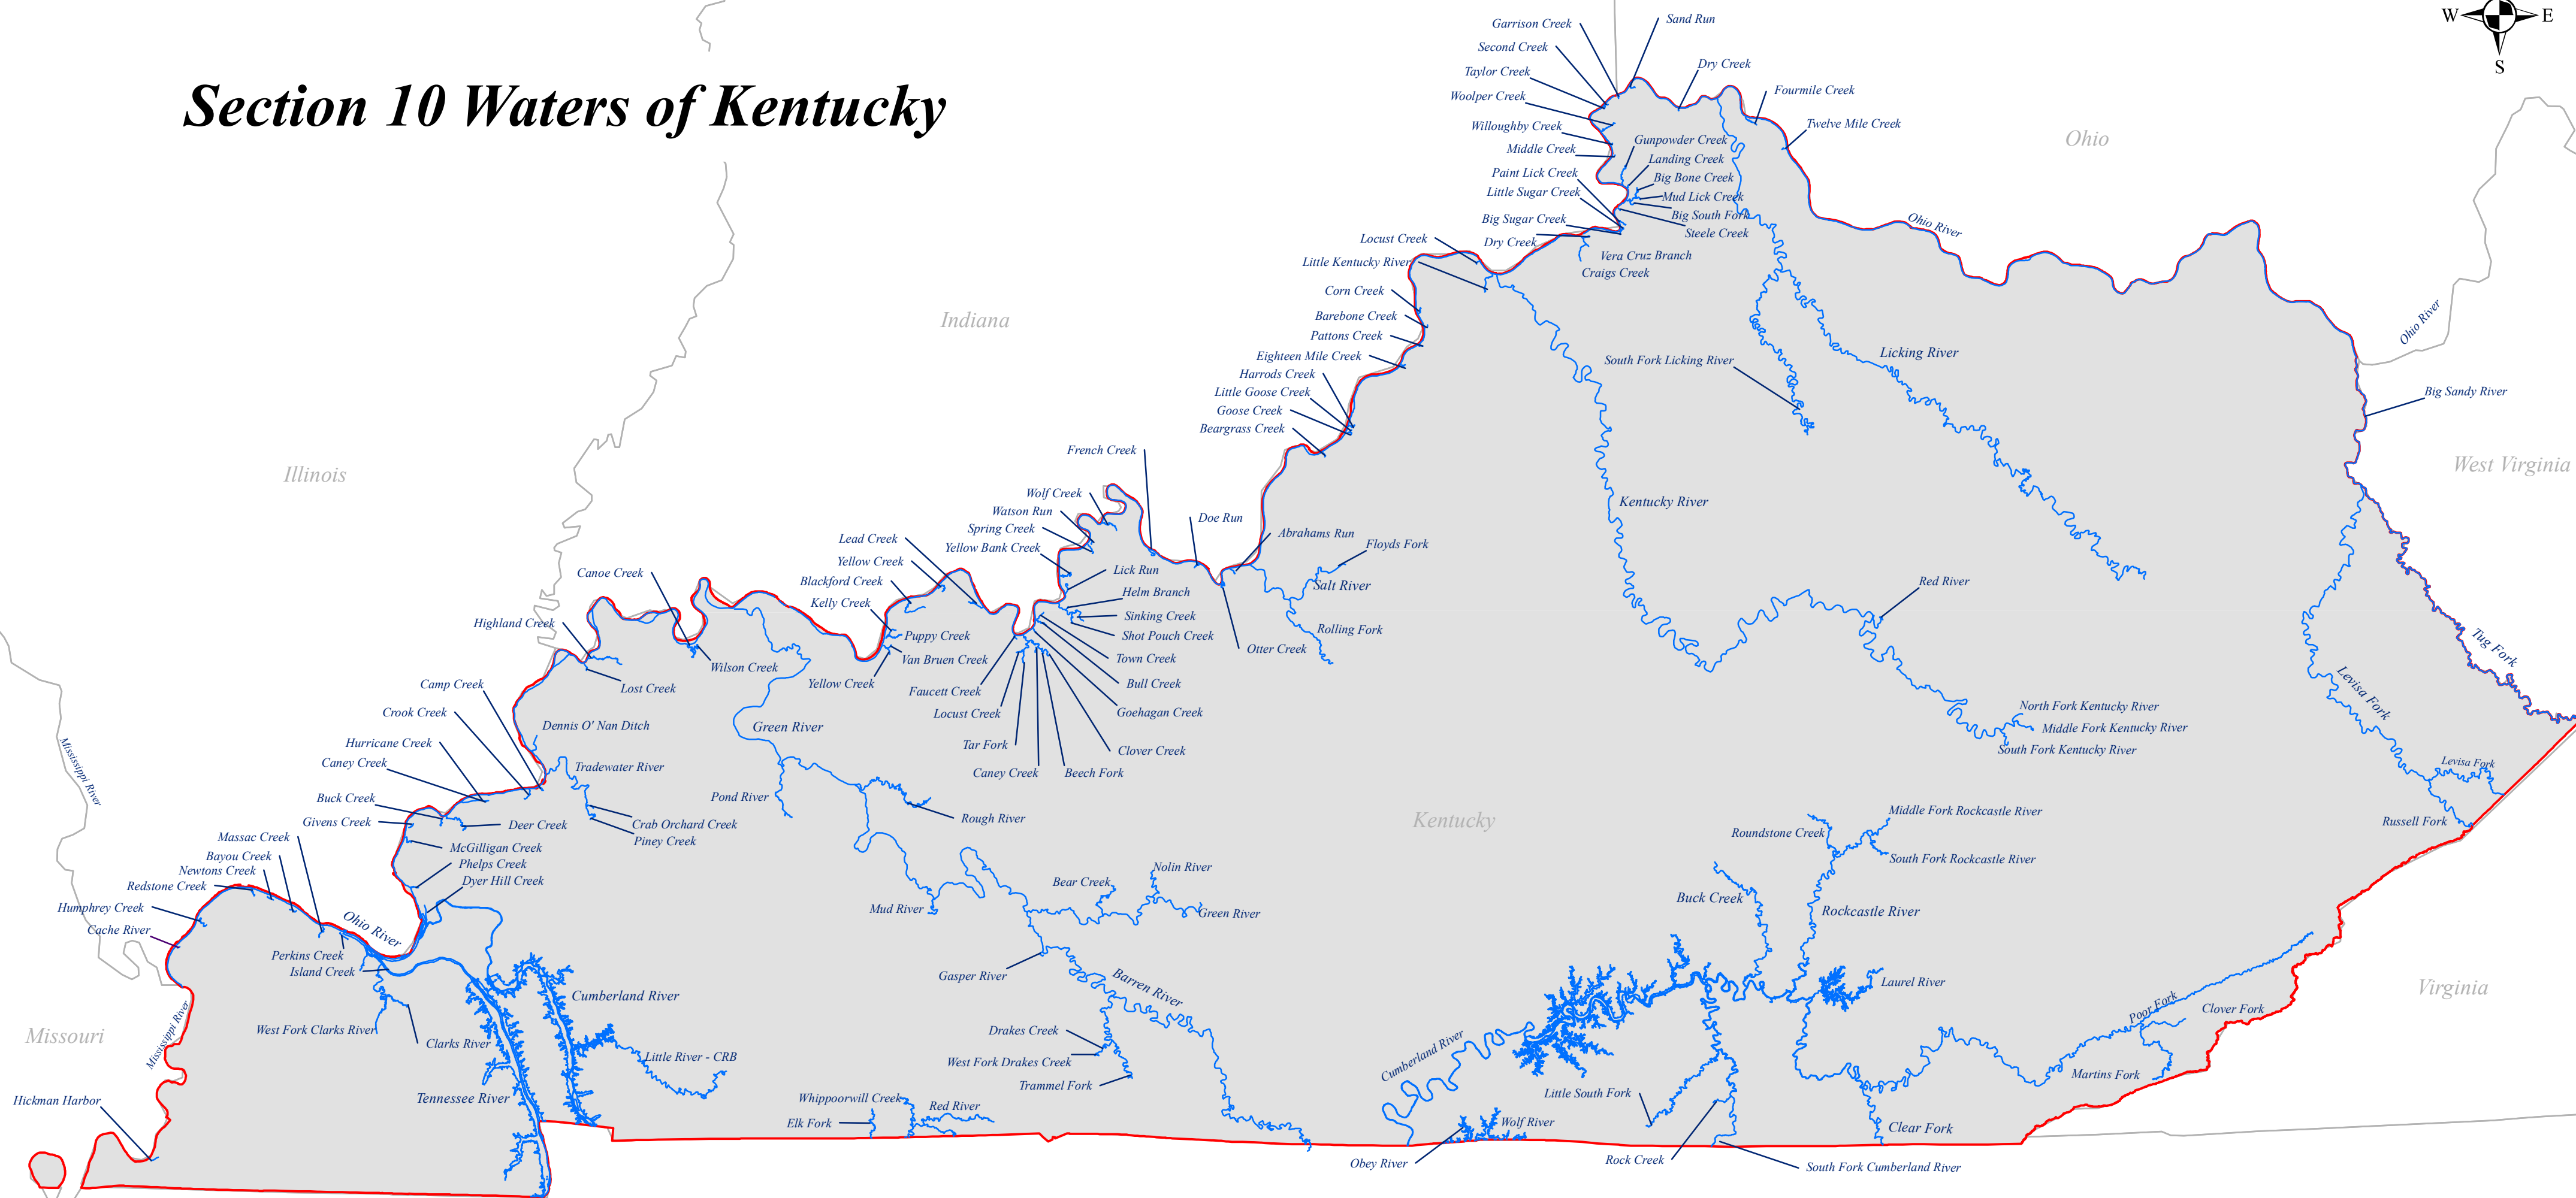 Section 10 Waters of Kentucky
W
E
S
Garrison Creek
Sand Run
Second Creek
Taylor Creek
Dry Creek
Woolper Creek
Fourmile Creek
Willoughby Creek
Twelve Mile Creek
Middle Creek
Gunpowder Creek
Landing Creek
Paint Lick Creek
Big Bone Creek
Little Sugar Creek
Mud Lick Creek
Big Sugar Creek
Big South Fork
Steele Creek
Dry Creek
Vera Cruz Branch
Craigs Creek
Ohio
Ohio River
Ohio River
Locust Creek
Little Kentucky River
Corn Creek
Barebone Creek
Pattons Creek
Eighteen Mile Creek
Harrods Creek
Little Goose Creek
Goose Creek
Beargrass Creek
Indiana
Illinois
South Fork Licking River
Licking River
Big Sandy River
West Virginia
Kentucky River
French Creek
Wolf Creek
Watson Run
Spring Creek
Yellow Bank Creek
Doe Run
Abrahams Run
Floyds Fork
Salt River
Rolling Fork
Otter Creek
Lead Creek
Yellow Creek
Blackford Creek
Kelly Creek
Canoe Creek
Highland Creek
Lick Run
Helm Branch
Sinking Creek
Shot Pouch Creek
Town Creek
Bull Creek
Goehagan Creek
Clover Creek
Puppy Creek
Van Bruen Creek
Yellow Creek
Faucett Creek
Locust Creek
Tar Fork
Caney Creek
Beech Fork
Wilson Creek
Lost Creek
Red River
Tug Fork
Levisa Fork
North Fork Kentucky River
Middle Fork Kentucky River
South Fork Kentucky River
Levisa Fork
Russell Fork
Camp Creek
Crook Creek
Dennis O' Nan Ditch
Green River
Hurricane Creek
Caney Creek
Tradewater River
Buck Creek
Pond River
Givens Creek
Deer Creek
Crab Orchard Creek
Piney Creek
Rough River
Massac Creek
McGilligan Creek
Bayou Creek
Phelps Creek
Newtons Creek
Dyer Hill Creek
Redstone Creek
Humphrey Creek
Cache River
Mississippi River
Ohio River
Perkins Creek
Island Creek
Kentucky
Middle Fork Rockcastle River
Roundstone Creek
South Fork Rockcastle River
Buck Creek
Rockcastle River
Nolin River
Bear Creek
Mud River
Green River
Gasper River
Barren River
Laurel River
Virginia
Poor Fork
Clover Fork
Martins Fork
Missouri
Mississippi River
West Fork Clarks River
Clarks River
Cumberland River
Little River - CRB
Tennessee River
Drakes Creek
West Fork Drakes Creek
Trammel Fork
Cumberland River
Little South Fork
Hickman Harbor
Whippoorwill Creek
Red River
Elk Fork
Wolf River
Obey River
Rock Creek
Clear Fork
South Fork Cumberland River